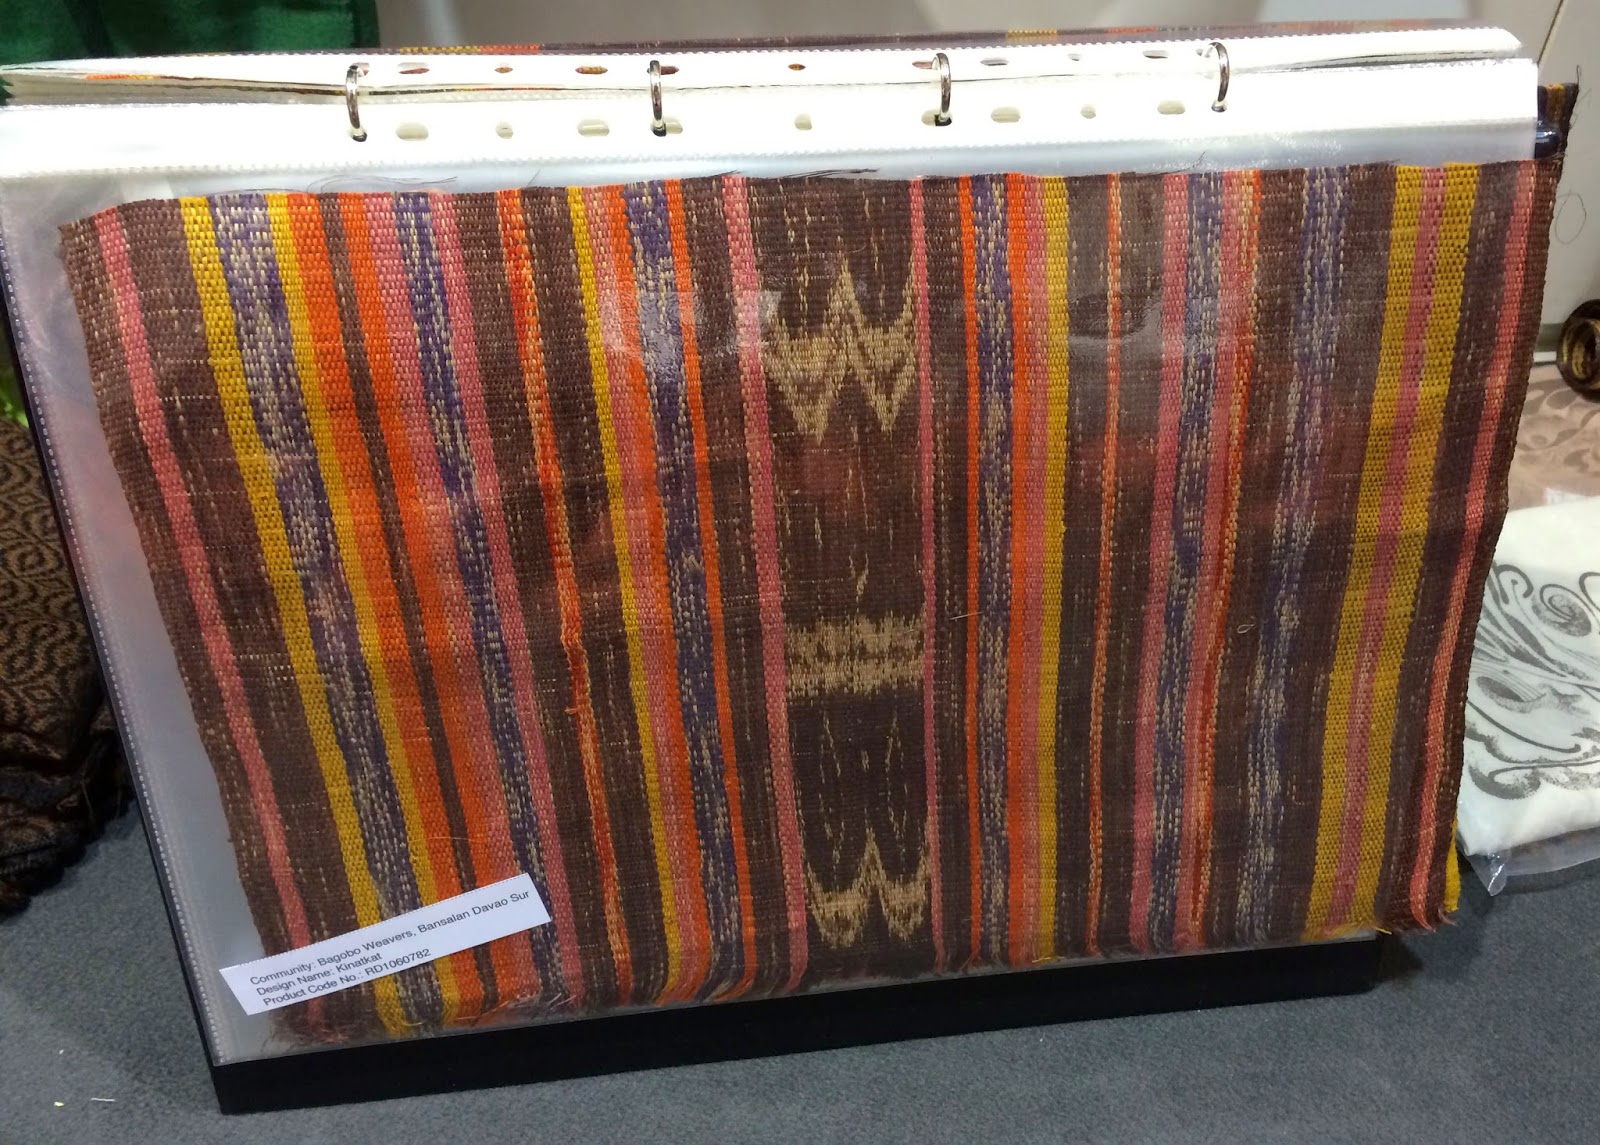 Community: Bagobo Weavers, Bansalan Davao Sur
Design Name: Kinatkat
Product Code No.: RD1060782